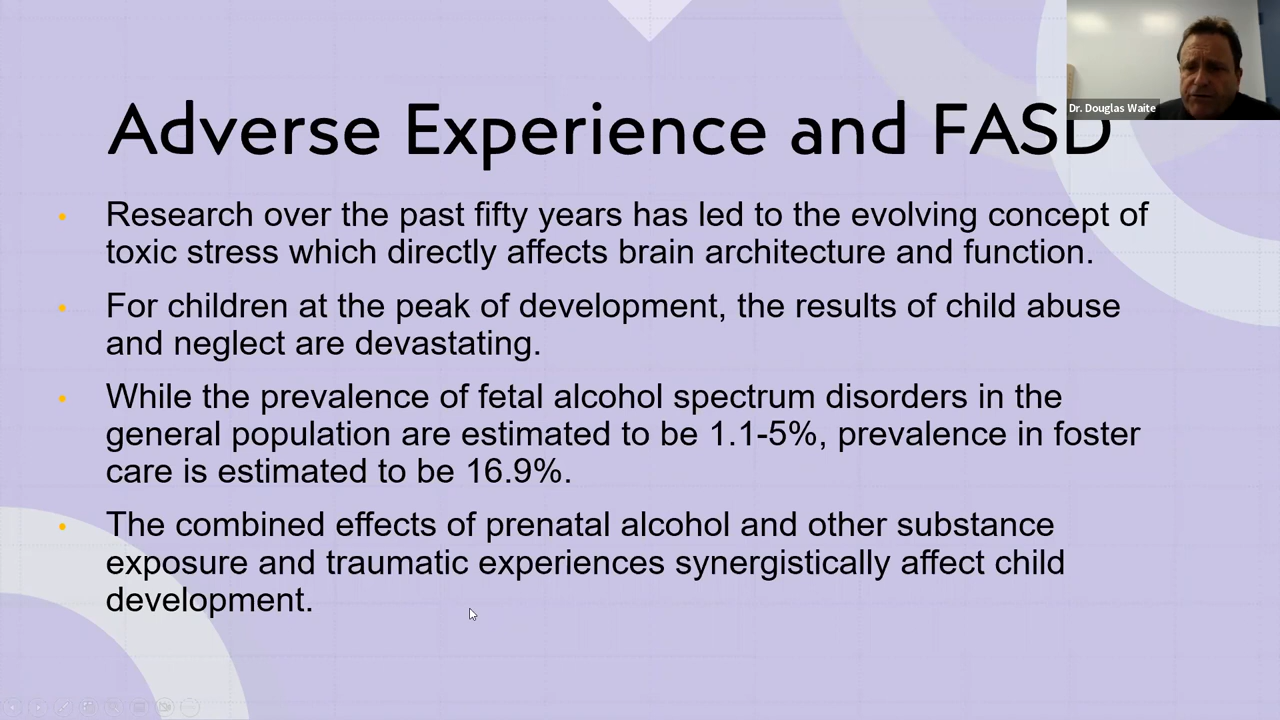 Dr. Douglas Waite
Adverse Experience and FASD
• Research over the past fifty years has led to the evolving concept of
toxic stress which directly affects brain architecture and function.
• For children at the peak of development, the results of child abuse
and neglect are devastating.
• While the prevalence of fetal alcohol spectrum disorders in the
general population are estimated to be 1.1-5%, prevalence in foster
care is estimated to be 16.9%.
• The combined effects of prenatal alcohol and other substance
exposure and traumatic experiences synergistically affect child
development.